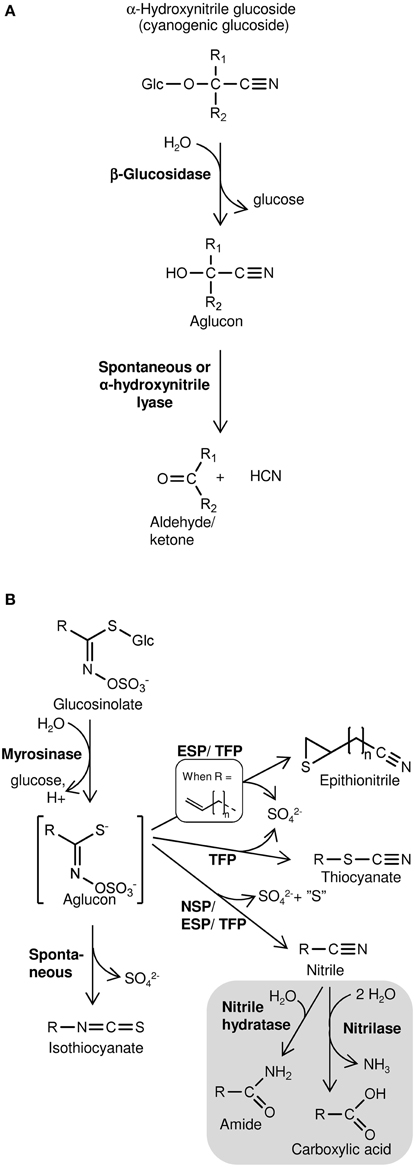 A
α-Hydroxynitrile glucoside
(cyanogenic glucoside)
R1
Glc O C C N
R2
H2O
β-Glucosidase
glucose
R1
HO C C N
R2
Aglucon
Spontaneous or
α-hydroxynitrile
lyase
R1
O C + HCN
R2
Aldehyde/
ketone
B
R S
Glc
N
OSO3-
Glucosinolate
H2O
Myrosinase
glucose,
H+
R S-
N
OSO3-
Aglucon
ESP/ TFP
When R =
n
S
n
C
N
Epithionitrile
SO42-
TFP
R S C N
Thiocyanate
NSP/
ESP/ TFP
SO42-+ ”S”
R C N
Nitrile
Sponta-
neous
SO42-
R N C S
Isothiocyanate
H2O
Nitrile
hydratase
2 H2O
Nitrilase
NH3
NH2
R C
O
Amide
OH
R C
O
Carboxylic acid